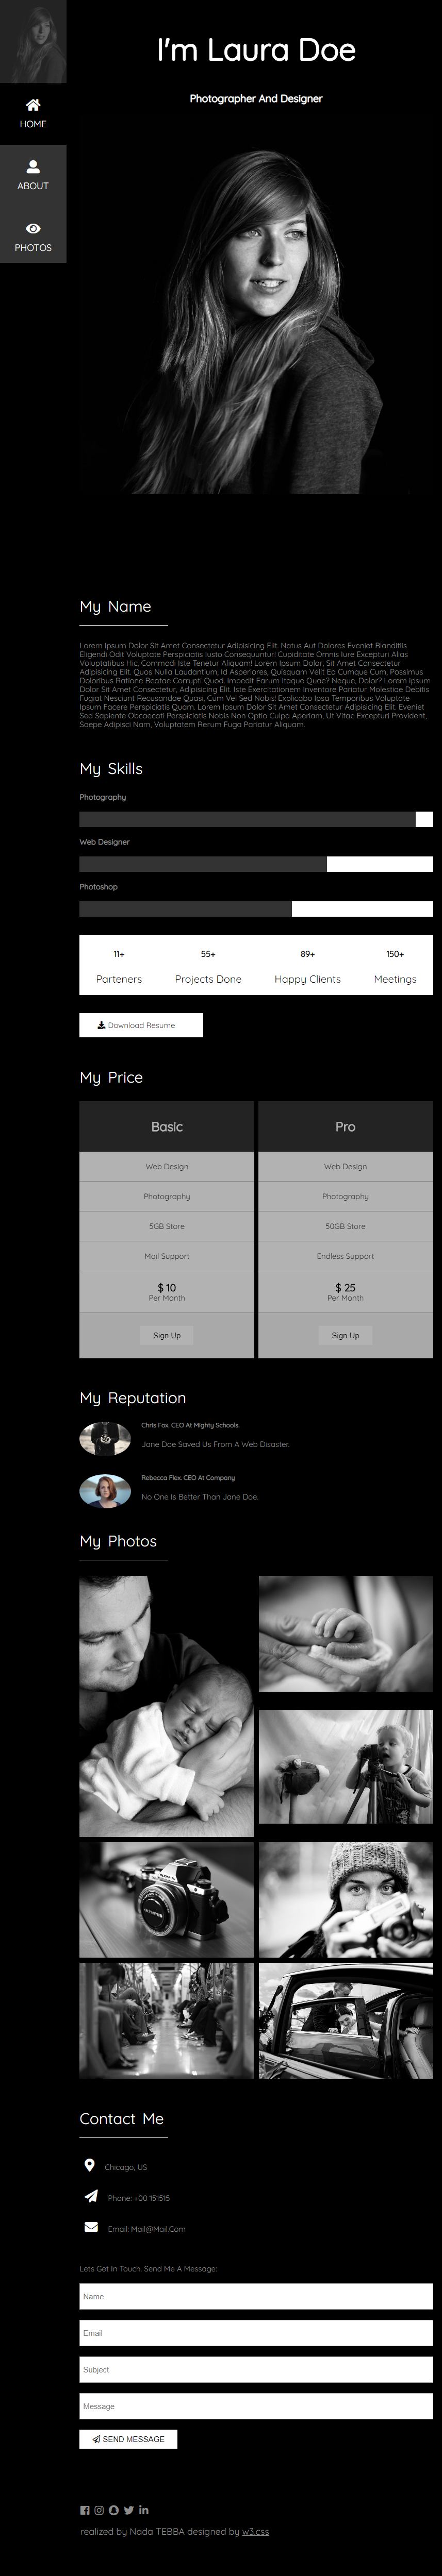 HOME
ABOUT
PHOTOS
I'm Laura Doe
Photographer And Designer
My Name
Lorem Ipsum Dolor Sit Amet Consectetur Adipisicing Elit. Natus Aut Dolores Eveniet Blanditiis
Eligendi Odit Voluptate Perspiciatis Iusto Consequuntur! Cupiditate Omnis Iure Excepturi Alias
Voluptatibus Hic, Commodi Iste Tenetur Aliquam! Lorem Ipsum Dolor, Sit Amet Consectetur
Adipisicing Elit. Quos Nulla Laudantium, Id Asperiores, Quisquam Velit Ea Cumque Cum, Possimus
Doloribus Ratione Beatae Corrupti Quod. Impedit Earum Itaque Quae? Neque, Dolor? Lorem Ipsum
Dolor Sit Amet Consectetur, Adipisicing Elit. Iste Exercitationem Inventore Pariatur Molestiae Debitis
Fugiat Nesciunt Recusandae Quasi, Cum Vel Sed Nobis! Explicabo Ipsa Temporibus Voluptate
Ipsum Facere Perspiciatis Quam. Lorem Ipsum Dolor Sit Amet Consectetur Adipisicing Elit. Eveniet
Sed Sapiente Obcaecati Perspiciatis Nobis Non Optio Culpa Aperiam, Ut Vitae Excepturi Provident,
Saepe Adipisci Nam, Voluptatem Rerum Fuga Pariatur Aliquam.
My Skills
Photography
Web Designer
Photoshop
11+
Parteners
55+
Projects Done
89+
Happy Clients
150+
Meetings
Download Resume
My Price
Basic
Web Design
Photography
5GB Store
Mail Support
$ 10
Per Month
Sign Up
Pro
Web Design
Photography
50GB Store
Endless Support
$ 25
Per Month
Sign Up
My Reputation
Chris Fox. CEO At Mighty Schools.
Jane Doe Saved Us From A Web Disaster.
Rebecca Flex. CEO At Company
No One Is Better Than Jane Doe.
My Photos
Contact Me
Chicago, US
Phone: +00 151515
Email: Mail@Mail.Com
Lets Get In Touch. Send Me A Message:
Name
Email
Subject
Message
SEND MESSAGE
realized by Nada TEBBA designed by w3.css